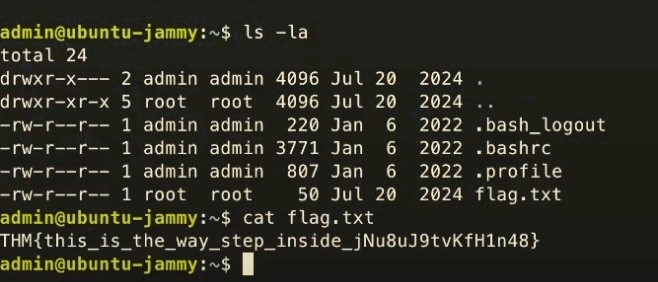 admin@ubuntu-jammy:~$ ls -la
total 24
drwxr-x--- 2 admin admin 4096 Jul 20  2024 .
drwxr-xr-x 5 root  root  4096 Jul 20  2024 ..
-rw-r--r-- 1 admin admin  220 Jan  6  2022 .bash_logout
-rw-r--r-- 1 admin admin 3771 Jan  6  2022 .bashrc
-rw-r--r-- 1 admin admin  807 Jan  6  2022 .profile
-rw-r--r-- 1 root  root    50 Jul 20  2024 flag.txt
admin@ubuntu-jammy:~$ cat flag.txt
THM{this_is_the_way_step_inside_jNu8uJ9tvKfH1n48}
admin@ubuntu-jammy:~$